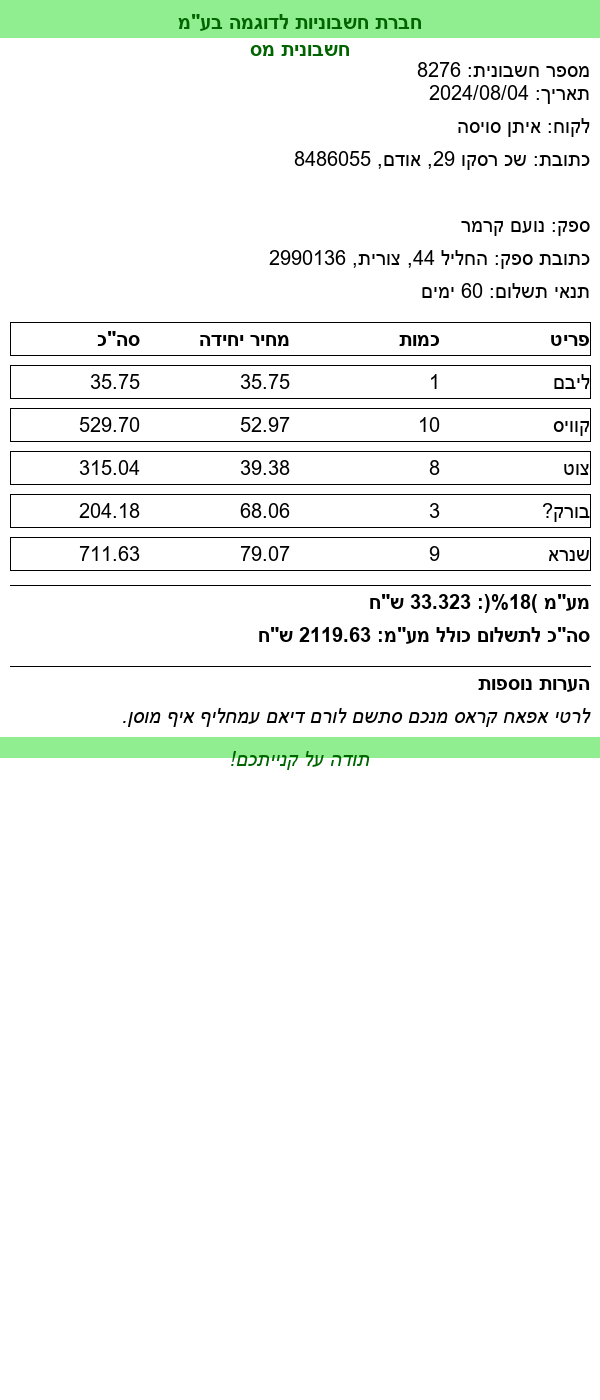 חברת חשבוניות לדוגמה בע"מ
חשבונית מס
מספר חשבונית: 8276
תאריך: 2024/08/04
לקוח: איתן סויסה
כתובת: שכ רסקו 29, אודם, 8486055
ספק: נועם קרמר
כתובת ספק: החליל 44, צורית, 2990136
תנאי תשלום: 60 ימים
פריט כמות מחיר יחידה סה"כ
ליבם 1 35.75 35.75
קוויס 10 52.97 529.70
צוט 8 39.38 315.04
בורק? 3 68.06 204.18
שנרא 9 79.07 711.63
מע"מ )18%(: 33.323 ש"ח
סה"כ לתשלום כולל מע"מ: 2119.63 ש"ח
הערות נוספות
לרטי אפאח קראס מנכם סתשם לורם דיאם עמחליף איף מוסן.
תודה על קנייתכם!